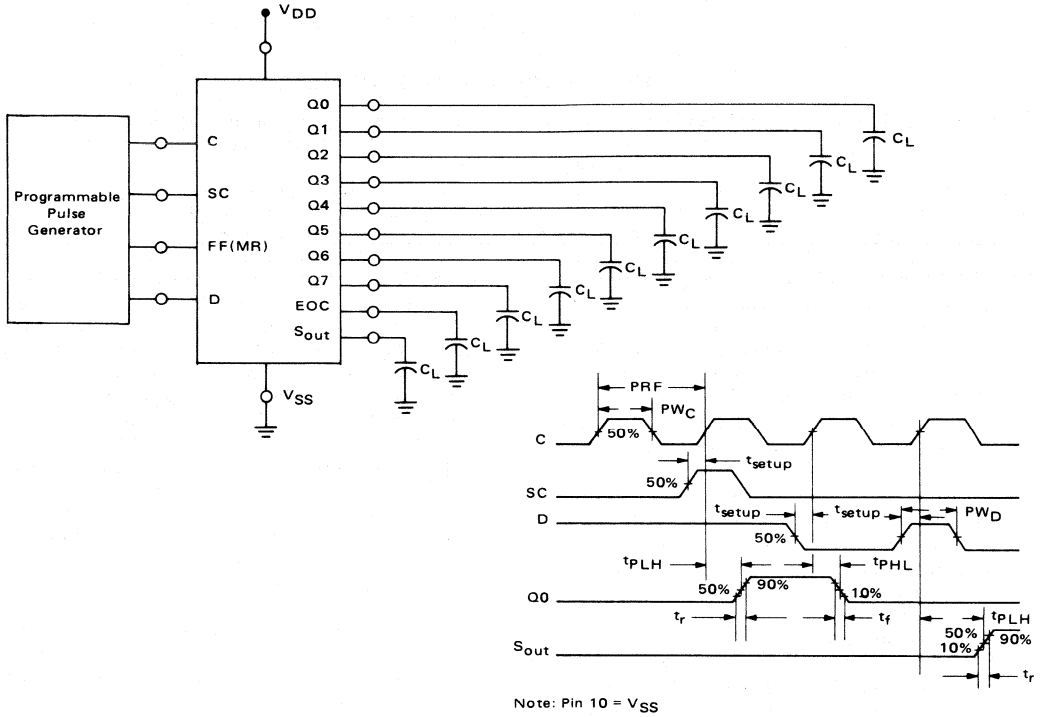 VDD
Programmable
Pulse
Generator
C
SC
FF(MR)
D
Q0
Q1
Q2
Q3
Q4
Q5
Q6
Q7
EOC
Sout
CL
CL
CL
CL
CL
CL
CL
CL
CL
CL
VSS
PRF
PWC
C
50%
tsetup
SC
50%
D
tsetup
tsetup
PWD
50%
tPLH
tPHL
Q0
50%
90%
10%
tr
tf
tPLH
Sout
50%
90%
10%
tr
Note: Pin 10 = VSS